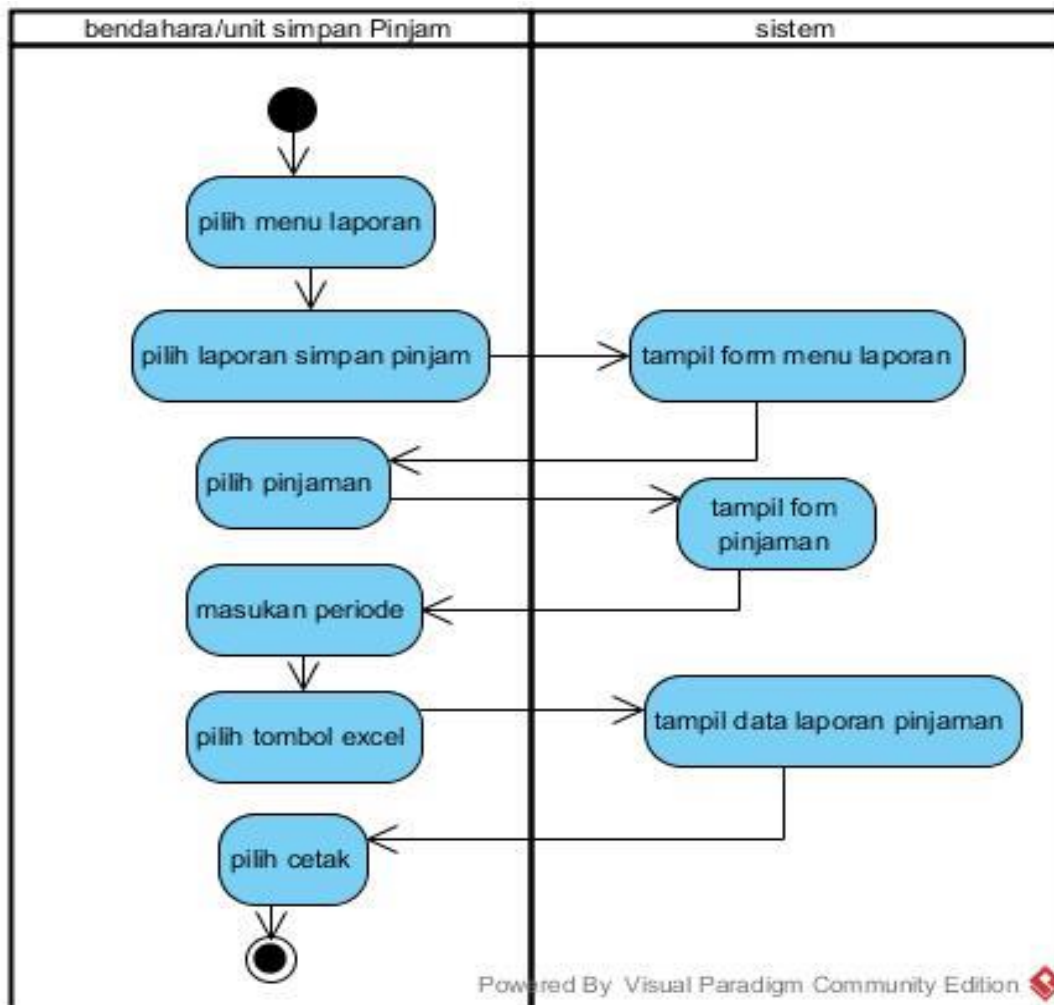 bendahara/unit simpan Pinjam
sistem
pilih menu laporan
pilih laporan simpan pinjam
tampil form menu laporan
pilih pinjaman
tampil fom
pinjaman
masukan periode
pilih tombol excel
tampil data laporan pinjaman
pilih cetak
Powered By Visual Paradigm Community Edition